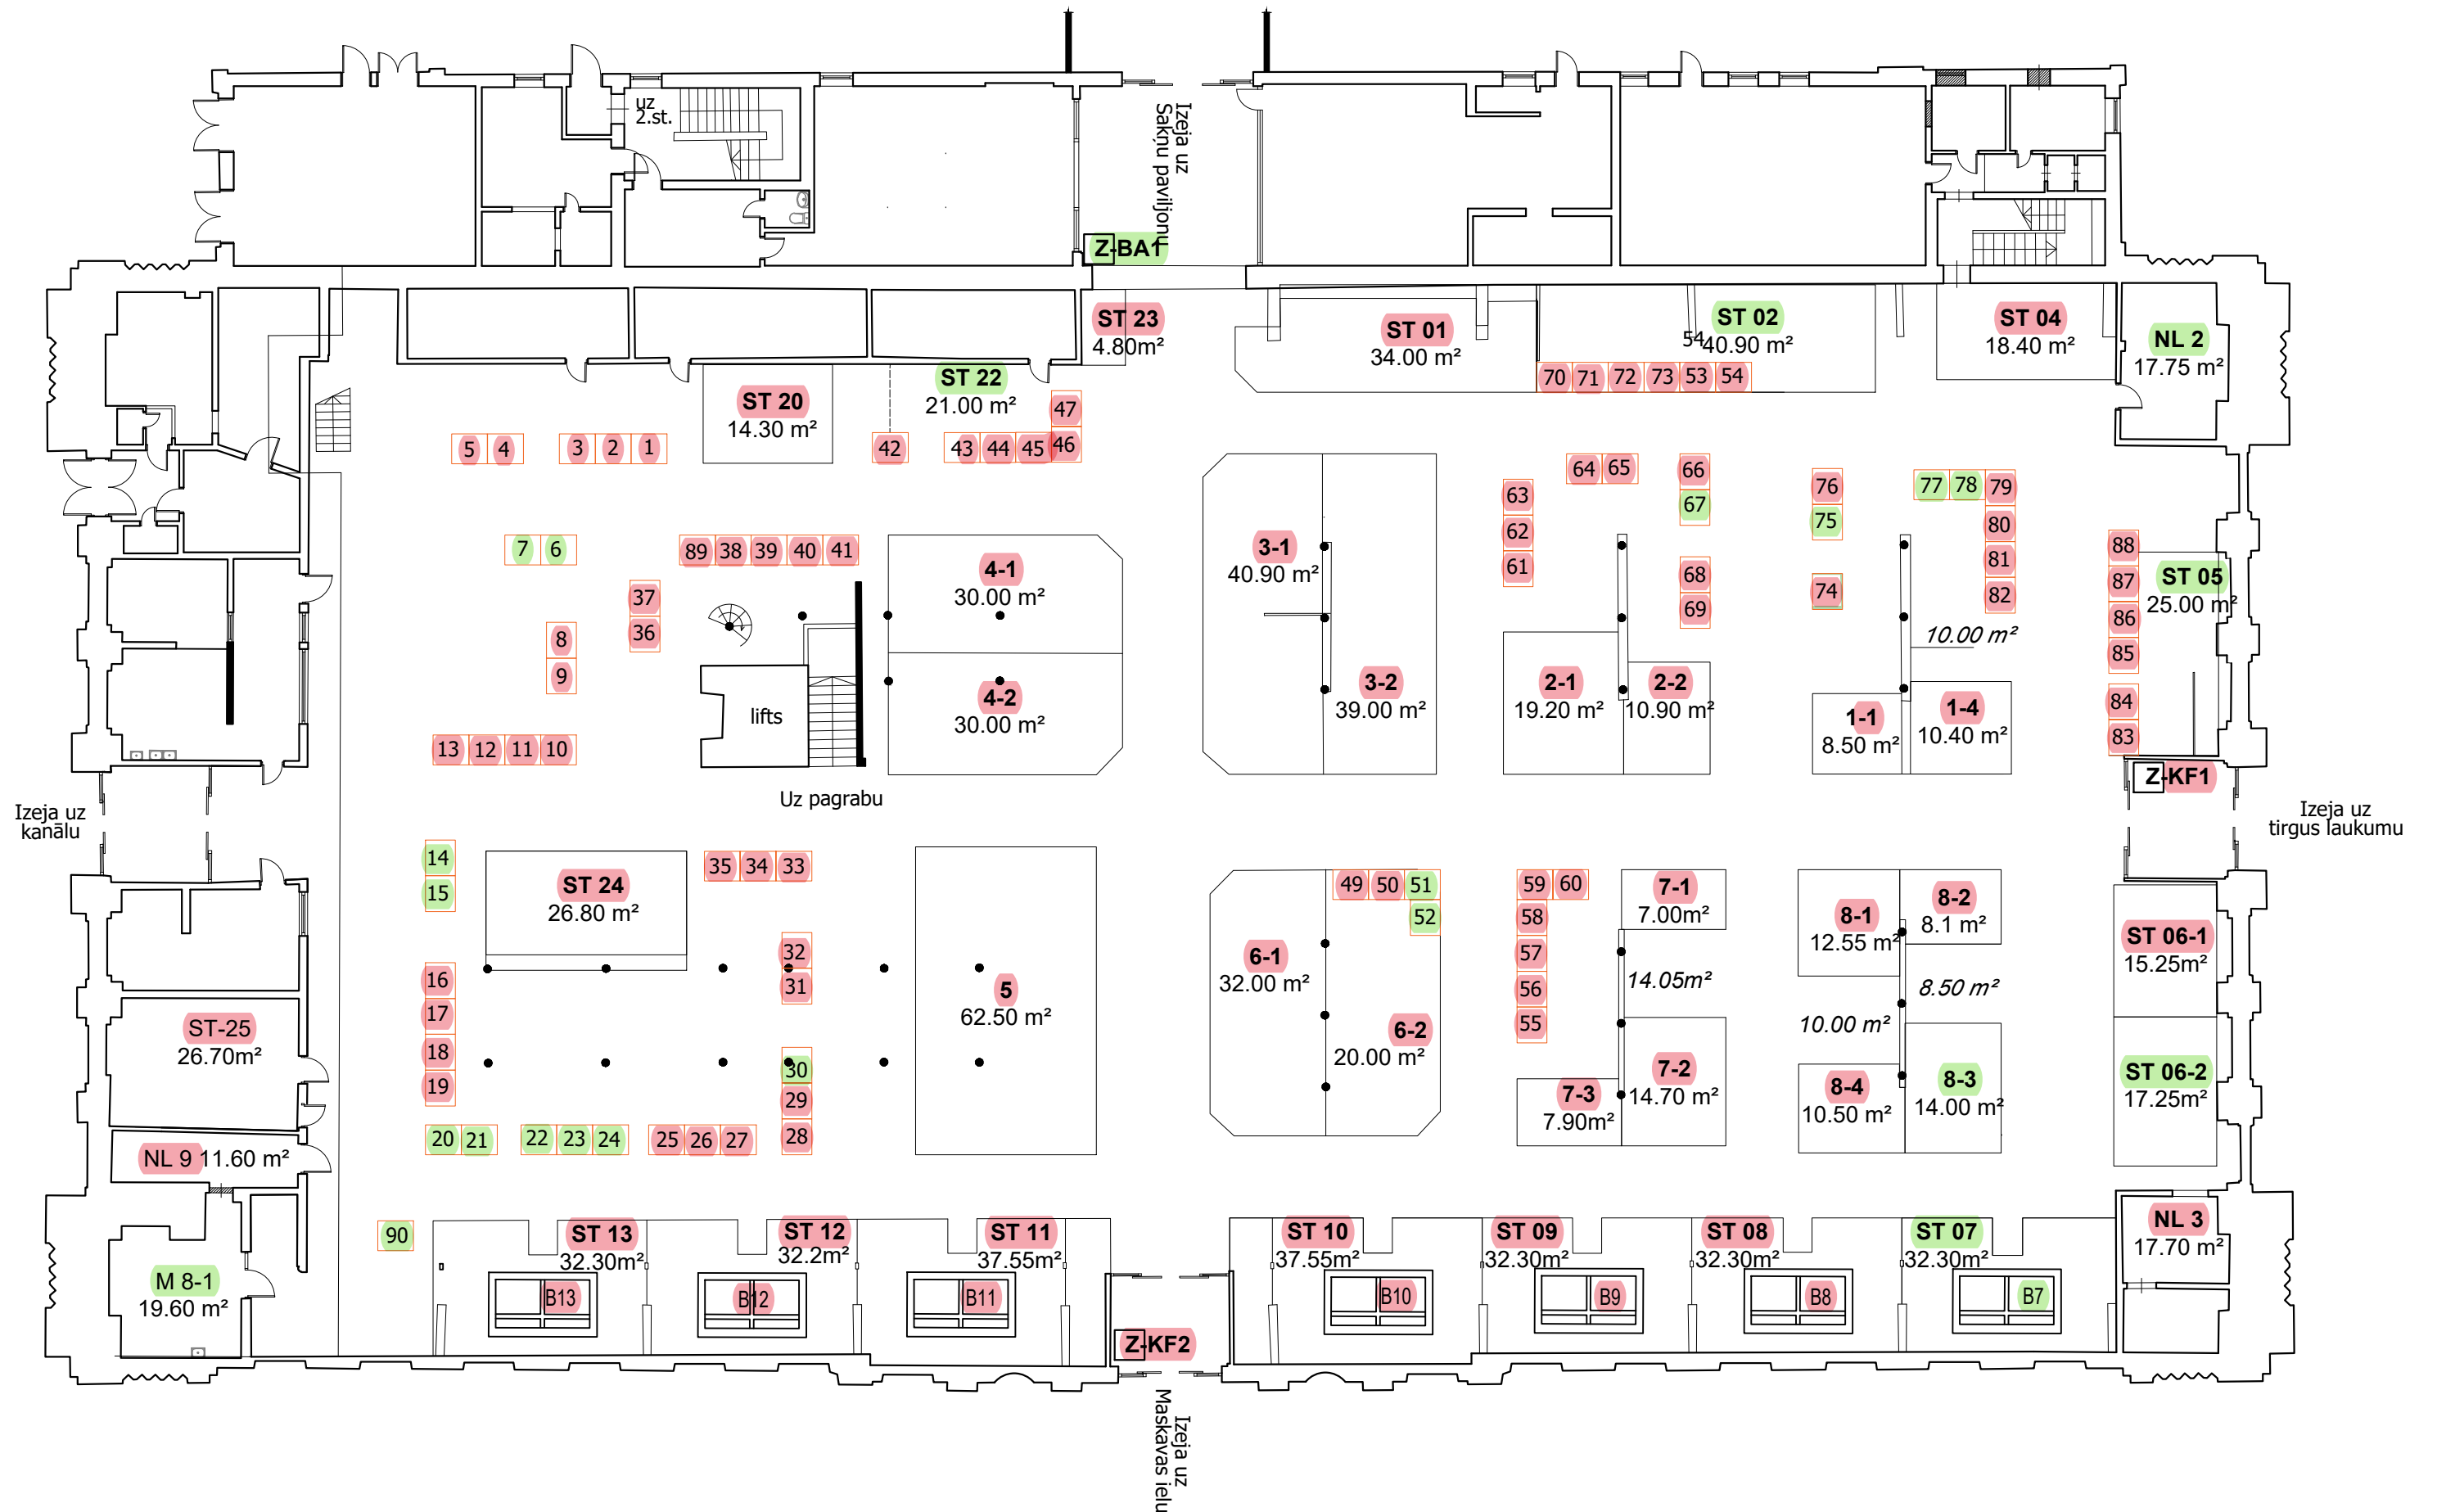 uz
2.st.
Izeja uz
Sakņu paviljonu
Z-BA1
ST 23
4.80m²
ST 01
34.00 m²
ST 02
54
40.90 m²
ST 04
18.40 m²
NL 2
17.75 m²
70 71 72 73 53 54
ST 20
14.30 m²
ST 22
21.00 m²
47
5 4 3 2 1 42 43 44 45 46
64 65 66
67
63
62
61
76
75
77 78 79
80
81
82
7 6
89 38 39 40 41
37
36
4-1
30.00 m²
4-2
30.00 m²
3-1
40.90 m²
3-2
39.00 m²
68
69
74
10.00 m²
88
87
86
85
84
83
ST 05
25.00 m²
8
9
lifts
2-1
19.20 m²
2-2
10.90 m²
1-1
8.50 m²
1-4
10.40 m²
13 12 11 10
Z-KF1
Uz pagrabu
Izeja uz
kanālu
Izeja uz
tirgus laukumu
14
15
ST 24
26.80 m²
35 34 33
32
31
5
62.50 m²
49 50 51
52
6-1
32.00 m²
6-2
20.00 m²
59 60
58
57
56
55
7-1
7.00m²
14.05m²
7-2
14.70 m²
7-3
7.90m²
8-1
12.55 m²
8-2
8.1 m²
8.50 m²
10.00 m²
8-4
10.50 m²
8-3
14.00 m²
ST 06-1
15.25m²
ST 06-2
17.25m²
16
17
18
19
ST-25
26.70m²
30
29
28
20 21 22 23 24 25 26 27
NL 9 11.60 m²
90
M 8-1
19.60 m²
ST 13
32.30m²
B13
ST 12
32.2m²
B12
ST 11
37.55m²
B11
ST 10
37.55m²
B10
ST 09
32.30m²
B9
ST 08
32.30m²
B8
ST 07
32.30m²
B7
NL 3
17.70 m²
Z-KF2
Izeja uz
Maskavas ielu